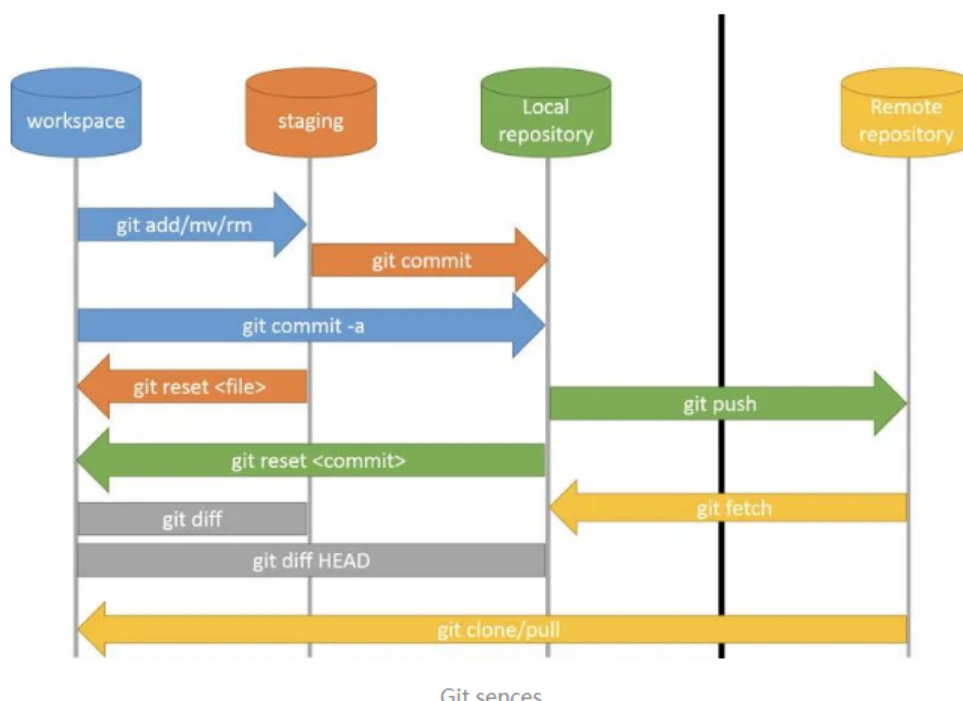 workspace
staging
Local
repository
Remote
repository
git add/mv/rm
git commit
git commit -a
git reset <file>
git push
git reset <commit>
git fetch
git diff
git diff HEAD
git clone/pull
Git sences